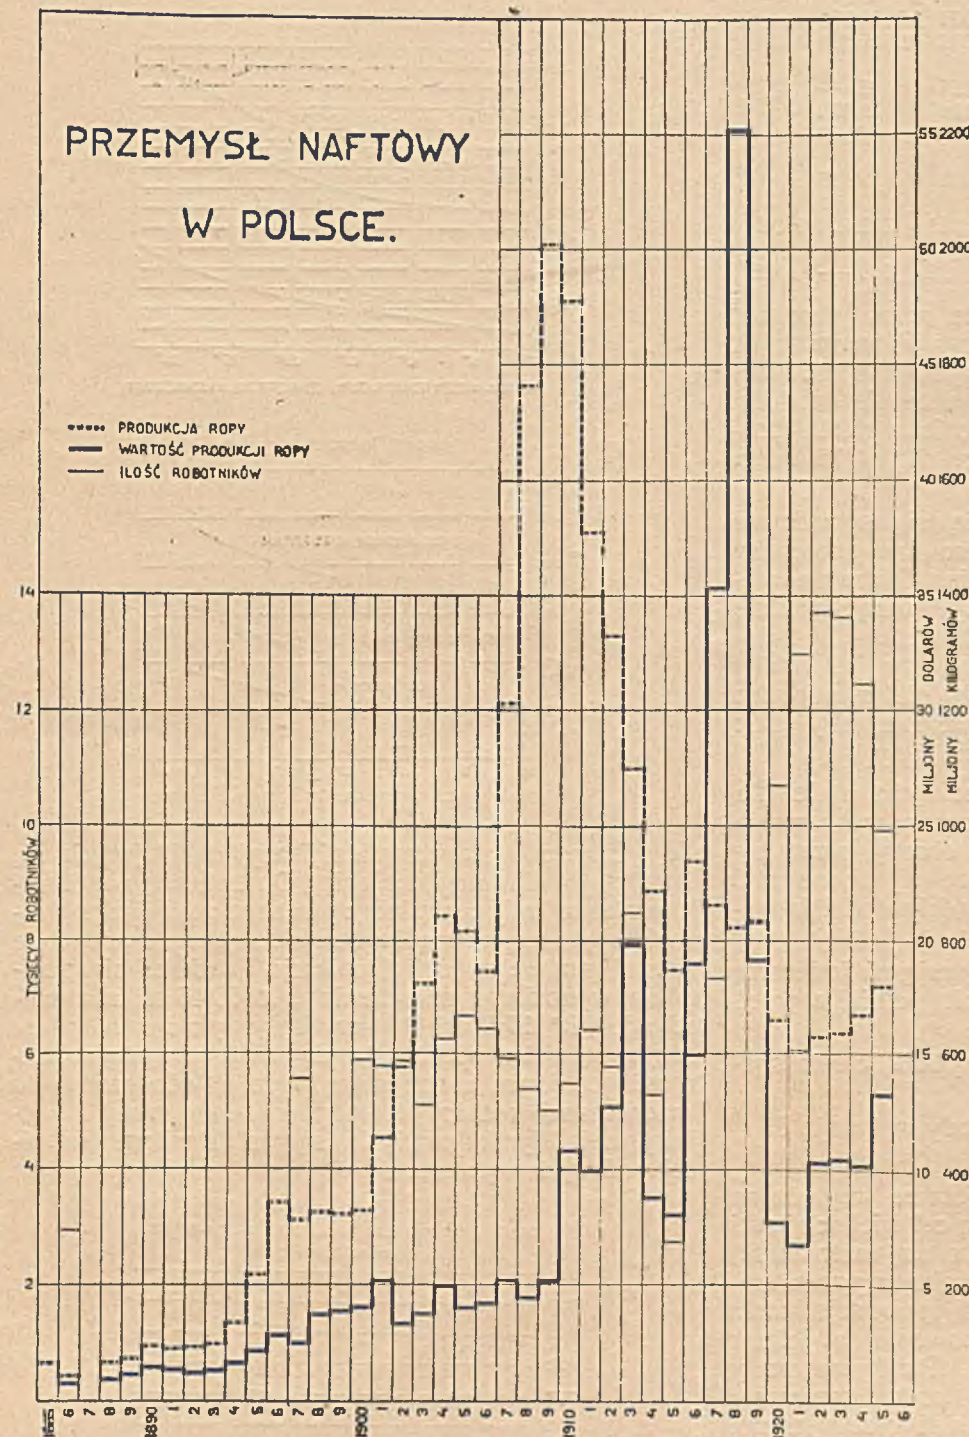 PRZEMYSŁ NAFTOWY
W POLSCE.
PRODUKCJA ROPY
WARTOŚĆ PRODUKCJI ROPY
ILOŚĆ ROBOTNIKÓW
14
12
10
8
6
4
2
TYSIĘCY ROBOTNIKÓW
55 2200
50 2000
45 1800
40 1600
35 1400
30 1200
25 1000
20 800
15 600
10 400
5 200
MILJONY DOLARÓW
MILJONY KILOGRAMÓW
1885 6 7 8 9 1890 1 2 3 4 5 6 7 8 9 1900 1 2 3 4 5 6 7 8 9 1910 1 2 3 4 5 6 7 8 9 1920 1 2 3 4 5 6